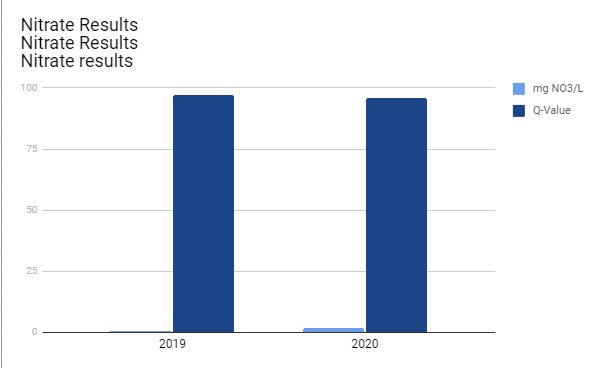 Nitrate Results
Nitrate Results
Nitrate results
100
75
50
25
0
2019
2020
mg NO3/L
Q-Value